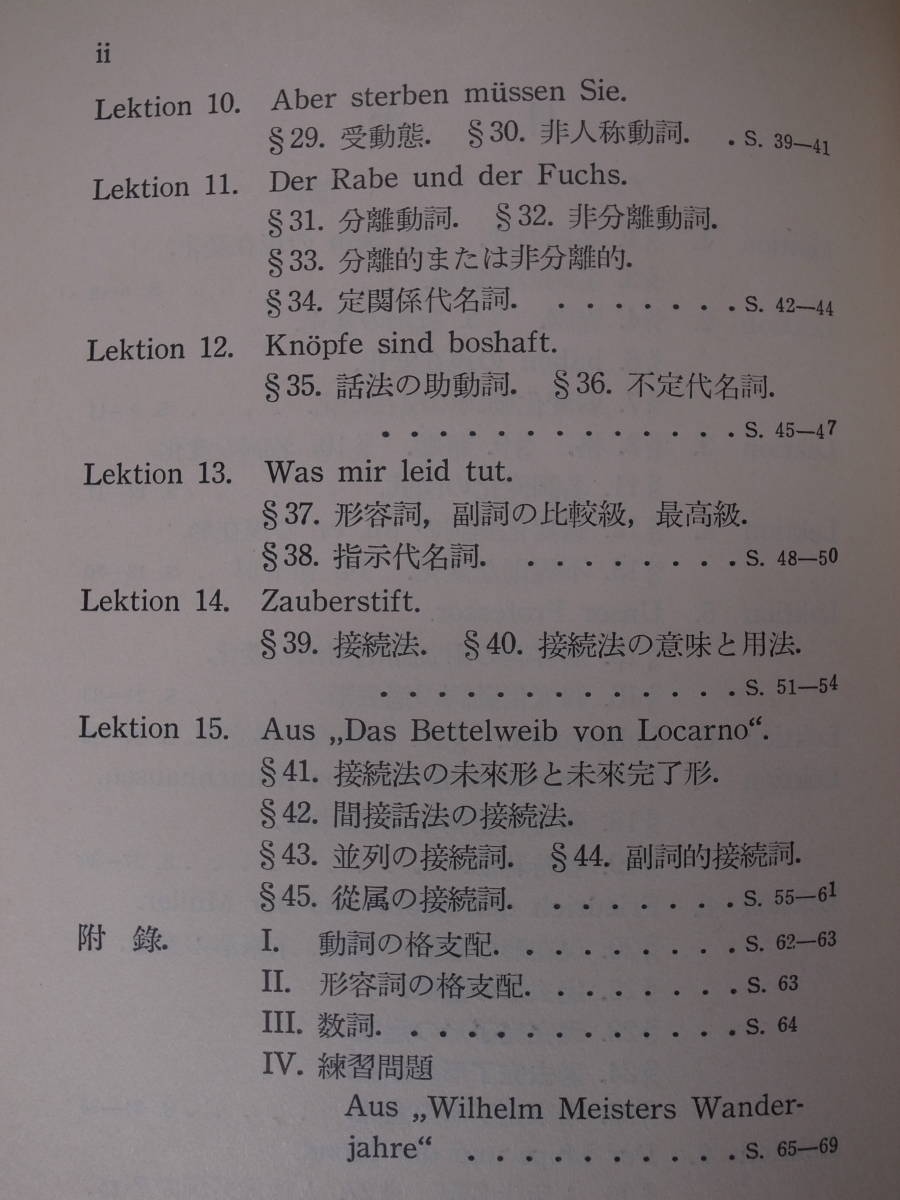 ii
Lektion 10. Aber sterben müssen Sie.
§29. 受動態. §30. 非人称動詞. . S. 39—41
Lektion 11. Der Rabe und der Fuchs.
§31. 分離動詞. §32. 非分離動詞.
§33. 分離的または非分離的.
§34. 定関係代名詞. . . . . . . . S. 42—44
Lektion 12. Knöpfe sind boshaft.
§35. 話法の助動詞. §36. 不定代名詞.
. . . . . . . . . . . . . S. 45—47
Lektion 13. Was mir leid tut.
§37. 形容詞，副詞の比較級，最高級.
§38. 指示代名詞. . . . . . . . . S. 48—50
Lektion 14. Zauberstift.
§39. 接続法. §40. 接続法の意味と用法.
. . . . . . . . . . . . . S. 51—54
Lektion 15. Aus „Das Bettelweib von Locarno“.
§41. 接続法の未來形と未來完了形.
§42. 間接話法の接続法.
§43. 並列の接続詞. §44. 副詞的接続詞.
§45. 從属の接続詞. . . . . . . . S. 55—61
附 錄. I. 動詞の格支配. . . . . . . . . S. 62—63
II. 形容詞の格支配. . . . . . . . S. 63
III. 数詞. . . . . . . . . . . . . S. 64
IV. 練習問題
Aus „Wilhelm Meisters Wander-
jahre“ . . . . . . . . . . S. 65—69